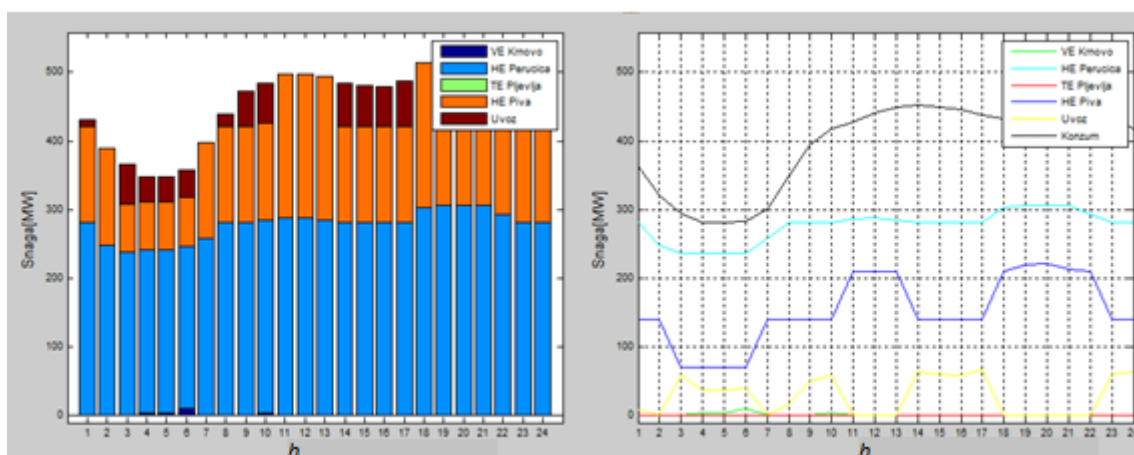 VE Krnovo
HE Perucica
TE Pljevlja
HE Piva
Uvoz
500
400
300
200
100
0
Snaga[MW]
1 2 3 4 5 6 7 8 9 10 11 12 13 14 15 16 17 18 19 20 21 22 23 24
h
VE Krnovo
HE Perucica
TE Pljevlja
HE Piva
Uvoz
Konzum
500
400
300
200
100
0
Snaga[MW]
1 2 3 4 5 6 7 8 9 10 11 12 13 14 15 16 17 18 19 20 21 22 23 24
h